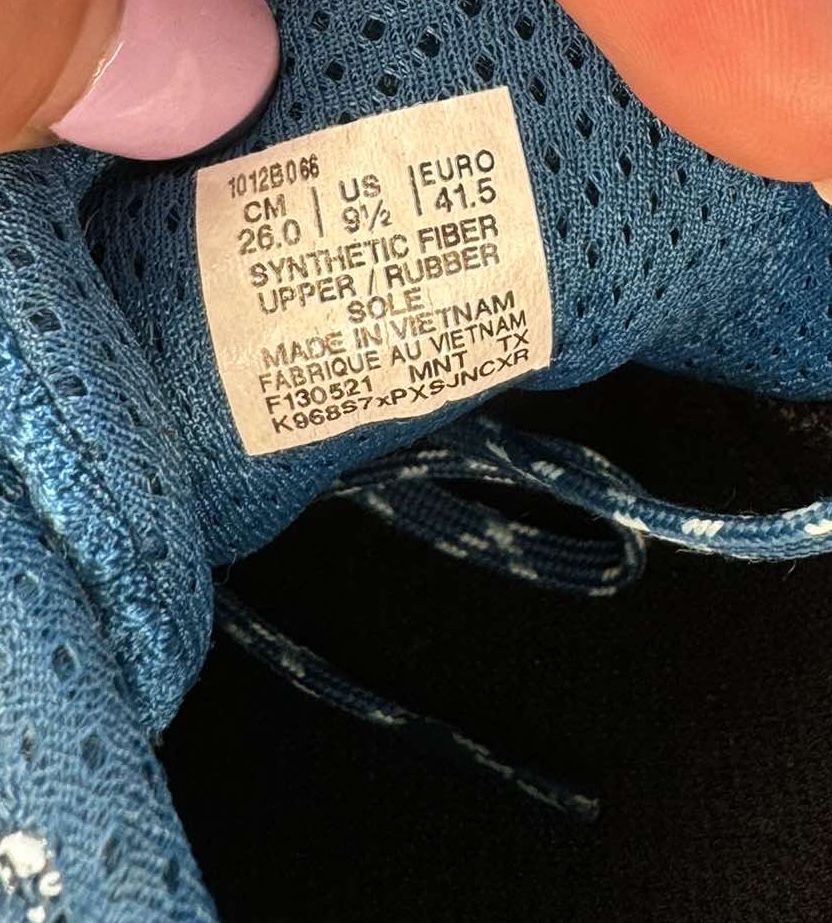 1012B066
CM | US | EURO
26.0 | 9½ | 41.5
SYNTHETIC FIBER
UPPER / RUBBER
SOLE
MADE IN VIETNAM
FABRIQUE AU VIETNAM
F130521 MNT TX
K968S7xPXSJNCXR